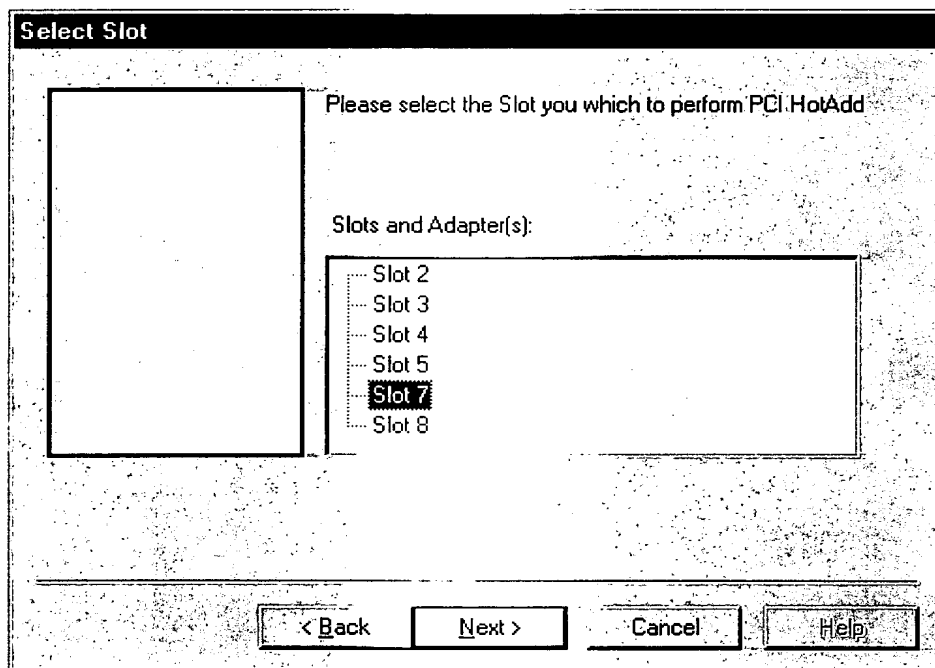 Select Slot
Please select the Slot you which to perform PCI HotAdd
Slots and Adapter(s):
Slot 2
Slot 3
Slot 4
Slot 5
Slot 7
Slot 8
< Back
Next >
Cancel
Help